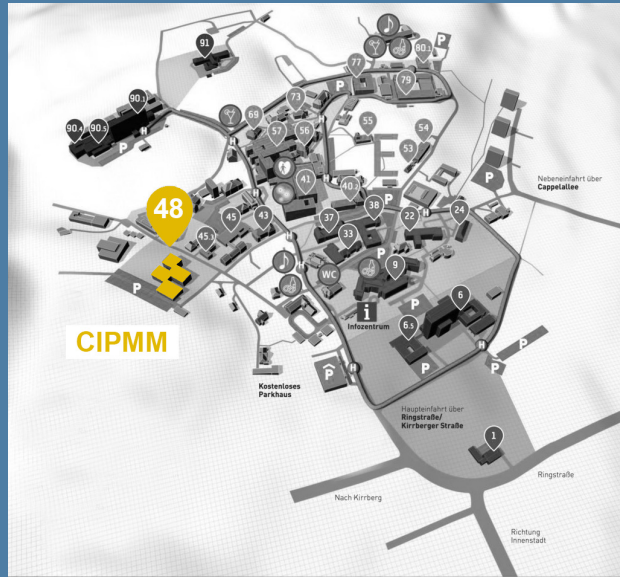 91
80.1
77
79
90.1
73
69
90.4
90.5
P
H
57
56
55
54
53
E
41
40.2
48
45
43
45.3
37
38
33
22
24
Nebeneinfahrt über
Cappelallee
WC
9
P
i
Infozentrum
6
6.5
CIPMM
Kostenloses
Parkhaus
P
H
P
Haupteinfahrt über
Ringstraße/
Kirrberger Straße
1
Ringstraße
Nach Kirrberg
Richtung
Innenstadt